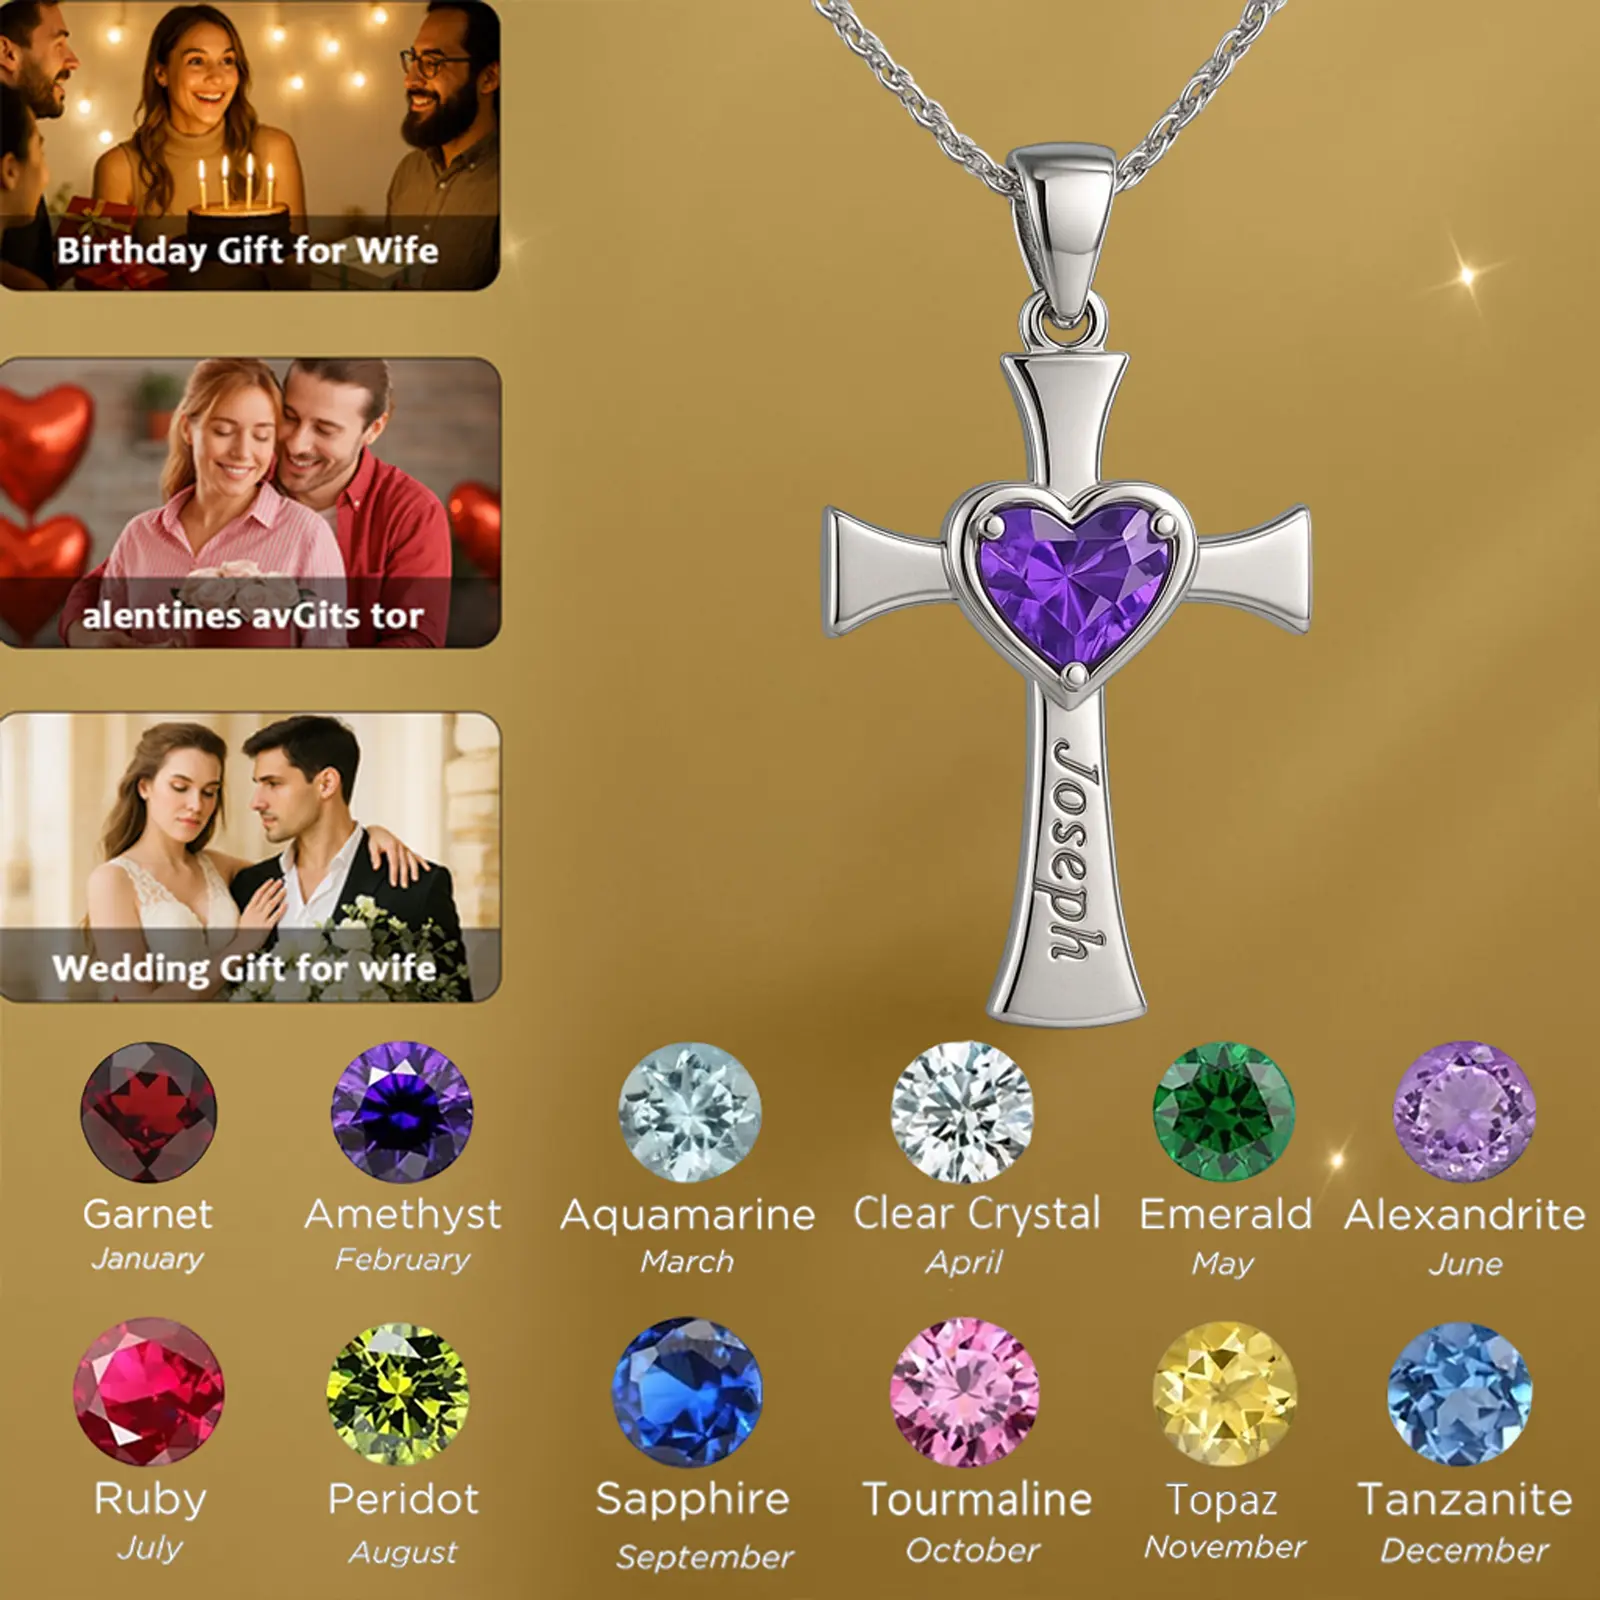 Birthday Gift for Wife
alentines avGits tor
Wedding Gift for wife
Joseph
Garnet
January
Amethyst
February
Aquamarine
March
Clear Crystal
April
Emerald
May
Alexandrite
June
Ruby
July
Peridot
August
Sapphire
September
Tourmaline
October
Topaz
November
Tanzanite
December